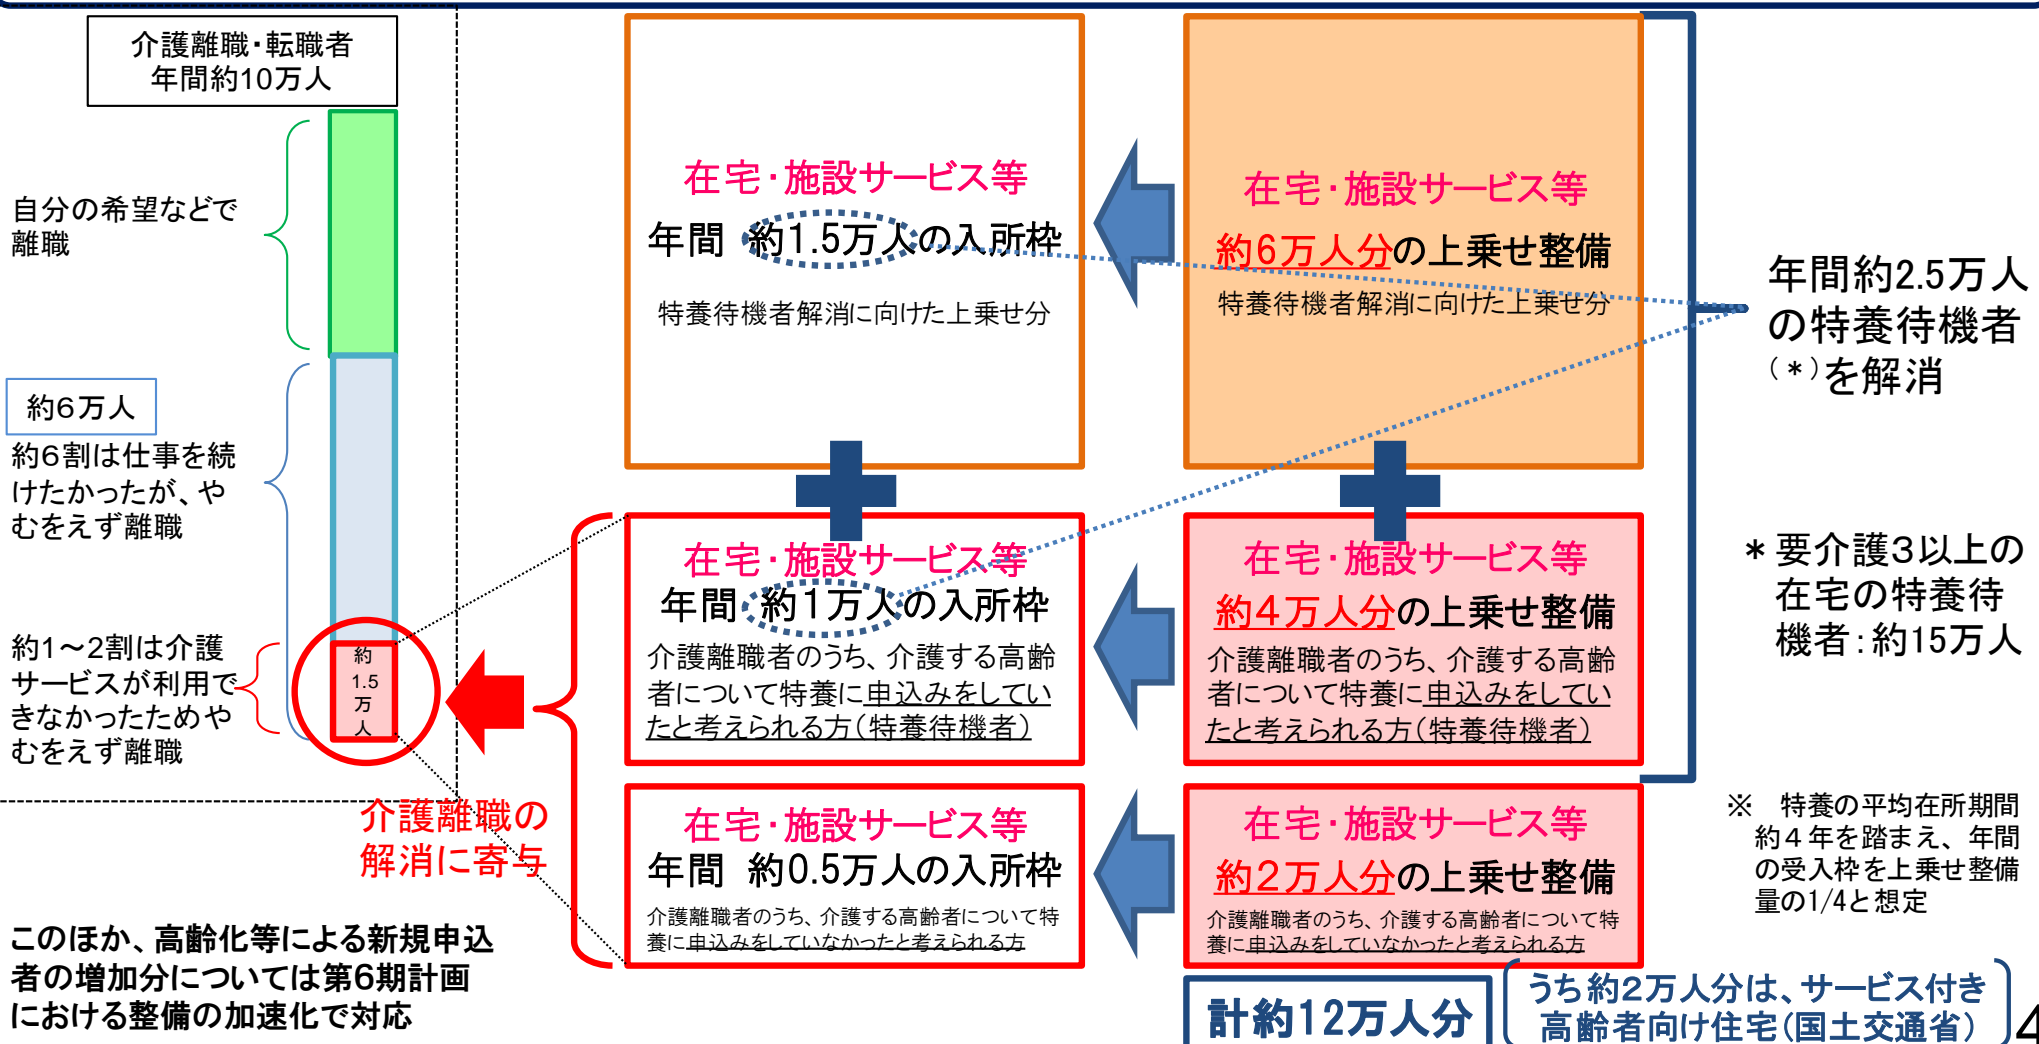 介護離職・転職者
年間約10万人
自分の希望などで
離職
約６万人
約６割は仕事を続
けたかったが、や
むをえず離職
約１～２割は介護
サービスが利用で
きなかったためや
むをえず離職
約
1.5
万
人
介護離職の
解消に寄与
このほか、高齢化等による新規申込
者の増加分については第６期計画
における整備の加速化で対応
在宅・施設サービス等
年間 約1.5万人の入所枠
特養待機者解消に向けた上乗せ分
在宅・施設サービス等
年間 約１万人の入所枠
介護離職者のうち、介護する高齢
者について特養に申込みをしてい
たと考えられる方（特養待機者）
在宅・施設サービス等
年間 約0.5万人の入所枠
介護離職者のうち、介護する高齢者について特
養に申込みをしていなかったと考えられる方
在宅・施設サービス等
約６万人分の上乗せ整備
特養待機者解消に向けた上乗せ分
在宅・施設サービス等
約４万人分の上乗せ整備
介護離職者のうち、介護する高齢
者について特養に申込みをしてい
たと考えられる方（特養待機者）
在宅・施設サービス等
約２万人分の上乗せ整備
介護離職者のうち、介護する高齢者について特
養に申込みをしていなかったと考えられる方
計約12万人分
うち約２万人分は、サービス付き
高齢者向け住宅（国土交通省）
年間約2.5万人
の特養待機者
（＊）を解消
＊要介護３以上の
在宅の特養待
機者：約15万人
※ 特養の平均在所期間
約４年を踏まえ、年間
の受入枠を上乗せ整備
量の1/4と想定
4